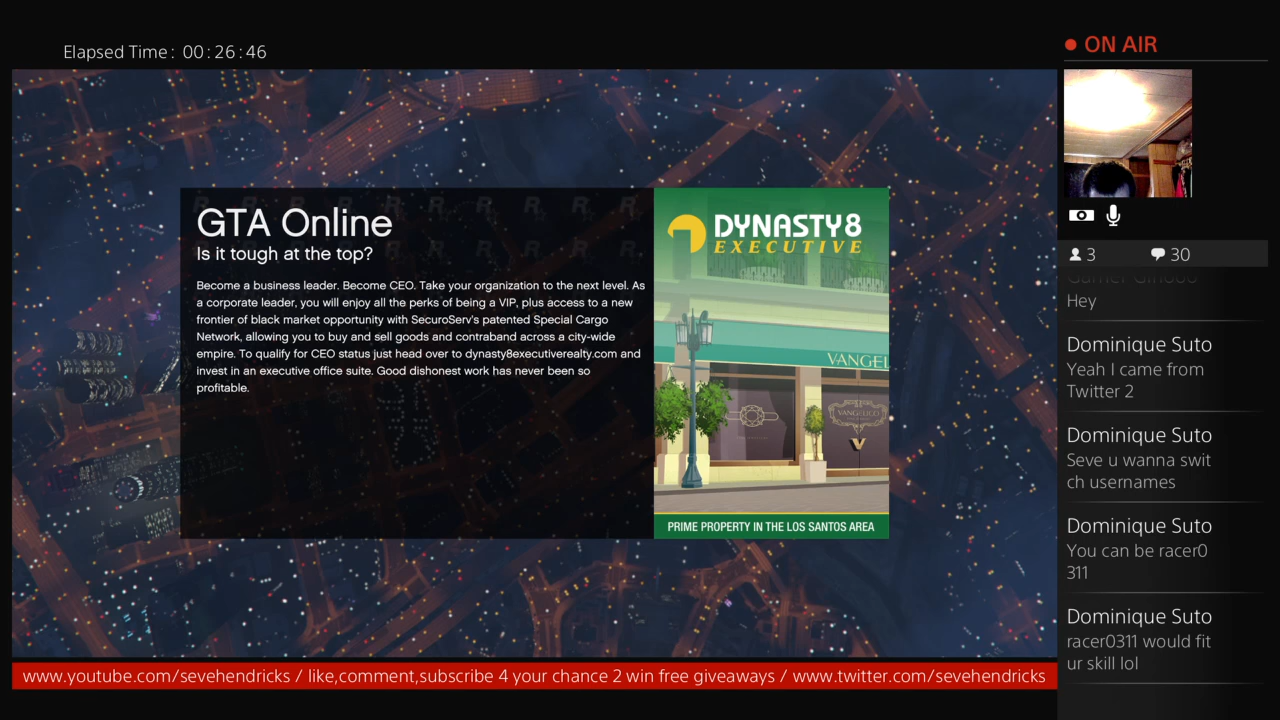 Elapsed Time: 00:26:46
ON AIR
GTA Online
Is it tough at the top?
Become a business leader. Become CEO. Take your organization to the next level. As
a corporate leader, you will enjoy all the perks of being a VIP, plus access to a new
frontier of black market opportunity with SecuroServ's patented Special Cargo
Network, allowing you to buy and sell goods and contraband across a city-wide
empire. To qualify for CEO status just head over to dynasty8executiverealty.com and
invest in an executive office suite. Good dishonest work has never been so
profitable.
DYNASTY 8
EXECUTIVE
VANGEL
VANGELICO
PRIME PROPERTY IN THE LOS SANTOS AREA
3 30
Hey
Dominique Suto
Yeah I came from
Twitter 2
Dominique Suto
Seve u wanna swit
ch usernames
Dominique Suto
You can be racer0
311
Dominique Suto
racer0311 would fit
ur skill lol
www.youtube.com/sevehendricks / like,comment,subscribe 4 your chance 2 win free giveaways / www.twitter.com/sevehendricks